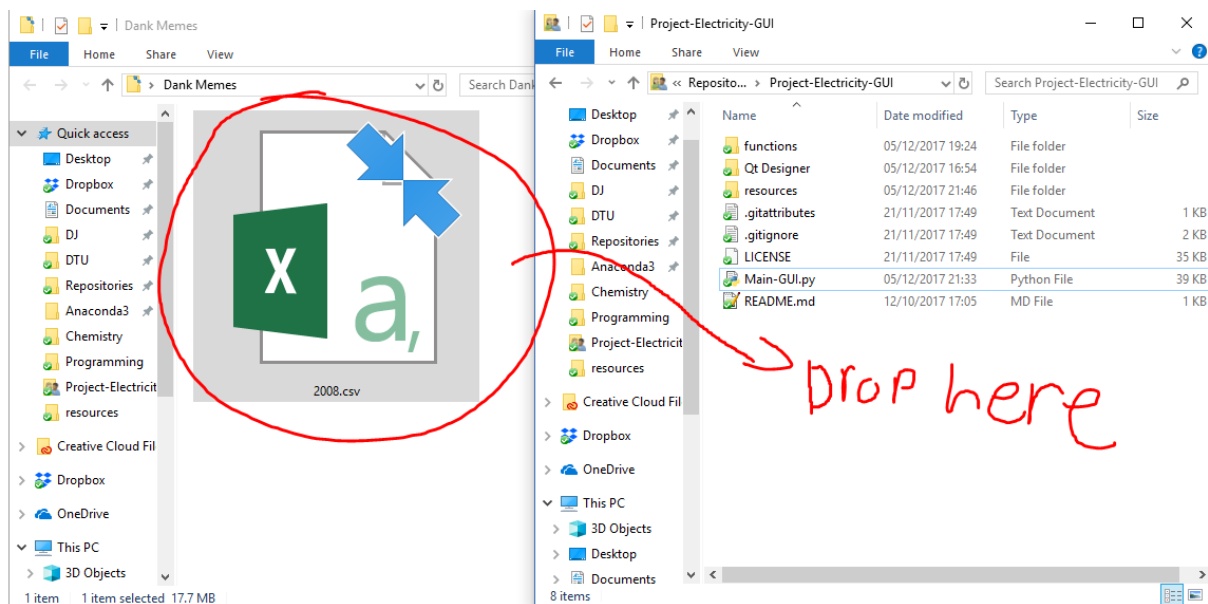 Dank Memes
File Home Share View
Dank Memes
Search Dank
Quick access
Desktop
Dropbox
Documents
DJ
DTU
Repositories
Anaconda3
Chemistry
Programming
Project-Electricit
resources
Creative Cloud Fil
Dropbox
OneDrive
This PC
3D Objects
1 item 1 item selected 17.7 MB
X
a,
2008.csv
Project-Electricity-GUI
File Home Share View
« Reposito... > Project-Electricity-GUI
Search Project-Electricity-GUI
Desktop
Dropbox
Documents
DJ
DTU
Repositories
Anaconda3
Chemistry
Programming
Project-Electricit
resources
Creative Cloud Fil
Dropbox
OneDrive
This PC
3D Objects
Desktop
Documents
8 items
Name Date modified Type Size
functions 05/12/2017 19:24 File folder
Qt Designer 05/12/2017 16:54 File folder
resources 05/12/2017 21:46 File folder
.gitattributes 21/11/2017 17:49 Text Document 1 KB
.gitignore 21/11/2017 17:49 Text Document 2 KB
LICENSE 21/11/2017 17:49 File 35 KB
Main-GUI.py 05/12/2017 21:33 Python File 39 KB
README.md 12/10/2017 17:05 MD File 1 KB
Drop here